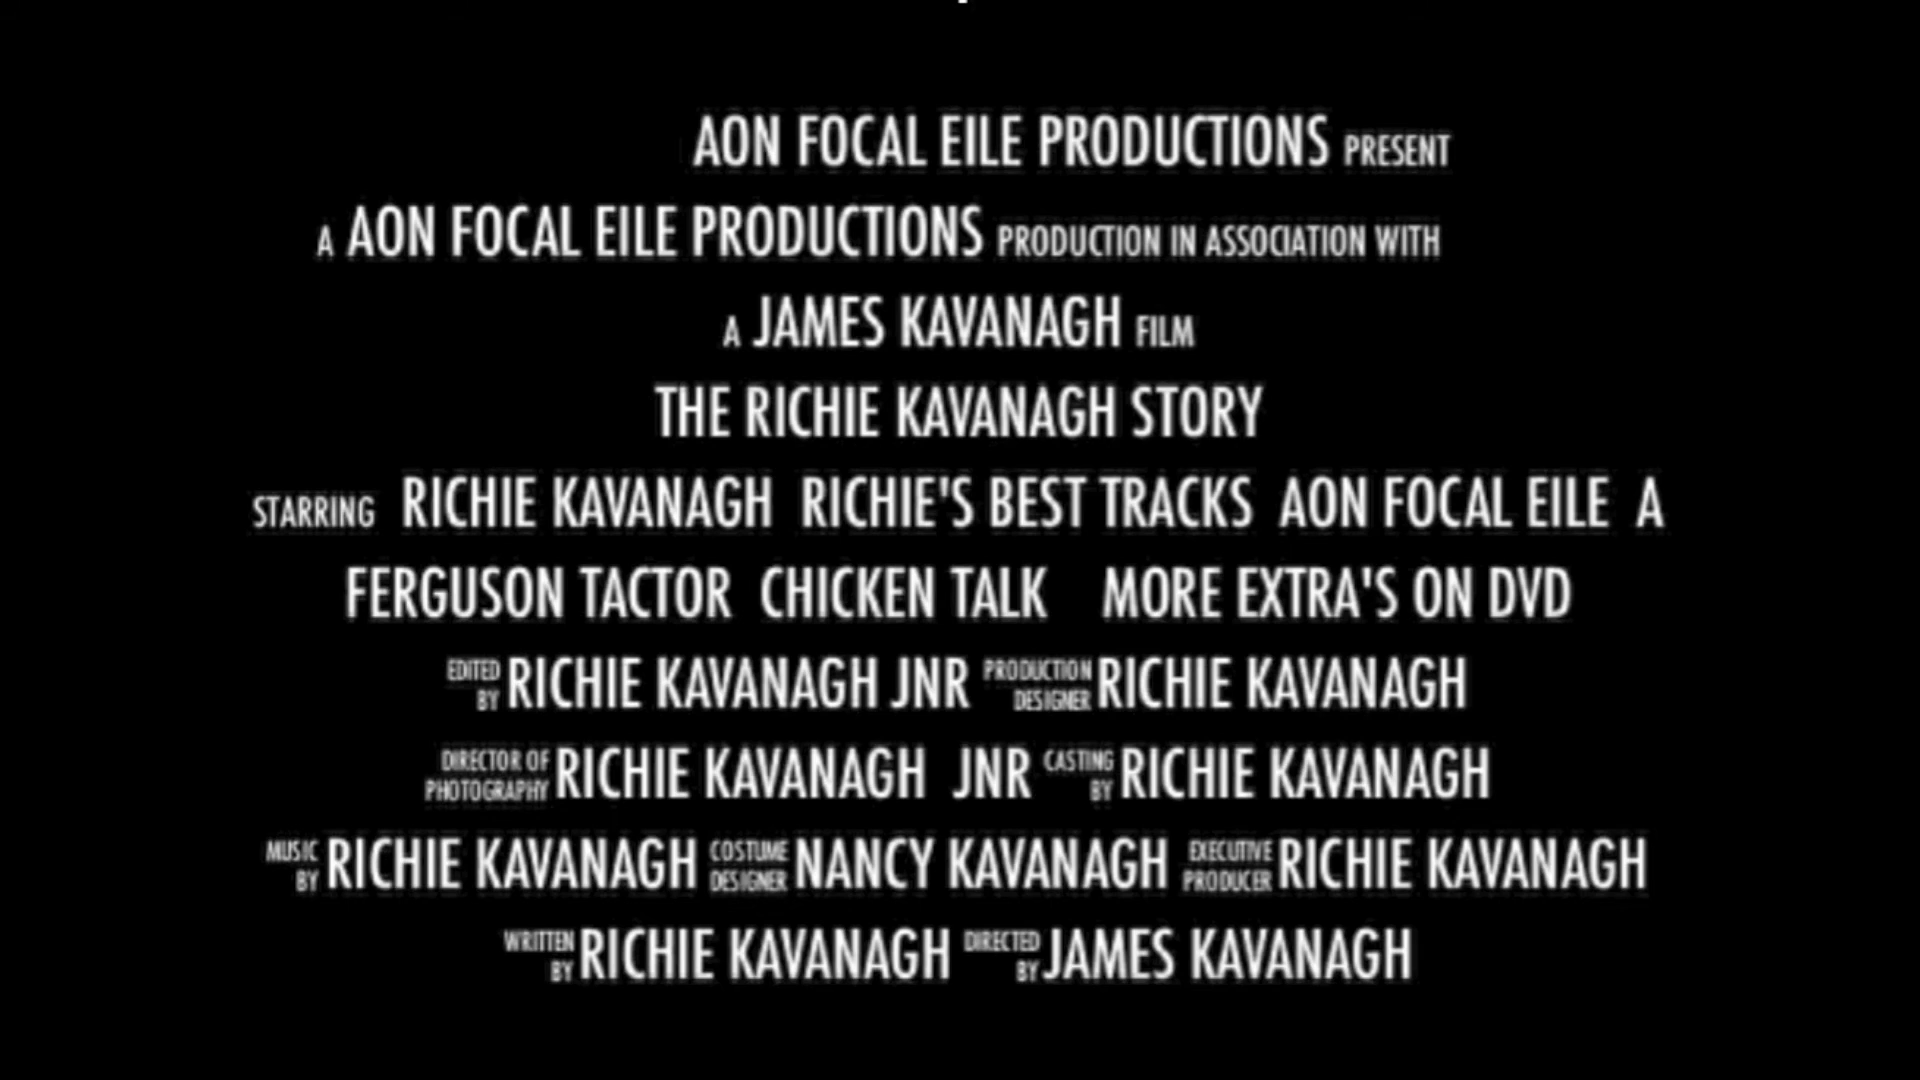 AON FOCAL EILE PRODUCTIONS PRESENT
A AON FOCAL EILE PRODUCTIONS PRODUCTION IN ASSOCIATION WITH
A JAMES KAVANAGH FILM
THE RICHIE KAVANAGH STORY
STARRING RICHIE KAVANAGH RICHIE'S BEST TRACKS AON FOCAL EILE A
FERGUSON TACTOR CHICKEN TALK MORE EXTRA'S ON DVD
EDITED BY RICHIE KAVANAGH JNR PRODUCTION DESIGNER RICHIE KAVANAGH
DIRECTOR OF PHOTOGRAPHY RICHIE KAVANAGH JNR CASTING BY RICHIE KAVANAGH
MUSIC BY RICHIE KAVANAGH COSTUME DESIGNER NANCY KAVANAGH EXECUTIVE PRODUCER RICHIE KAVANAGH
WRITTEN BY RICHIE KAVANAGH DIRECTED BY JAMES KAVANAGH